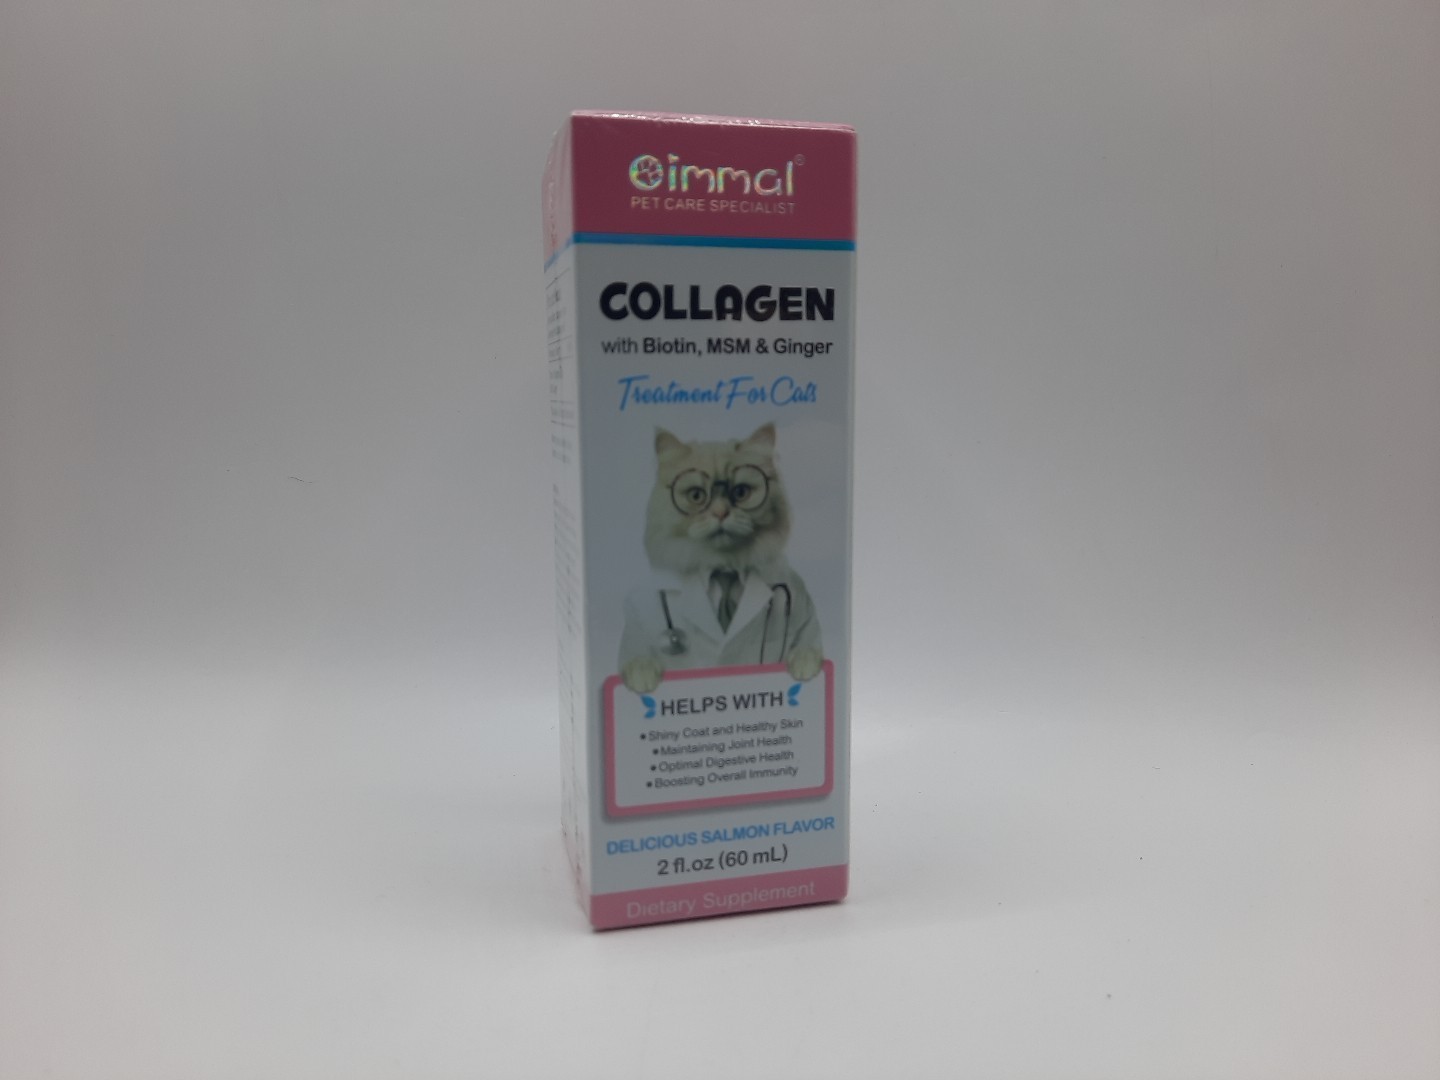 Oimmal®
PET CARE SPECIALIST
COLLAGEN
with Biotin, MSM & Ginger
Treatment For Cats
HELPS WITH
• Shiny Coat and Healthy Skin
• Maintaining Joint Health
• Optimal Digestive Health
• Boosting Overall Immunity
DELICIOUS SALMON FLAVOR
2 fl.oz (60 mL)
Dietary Supplement